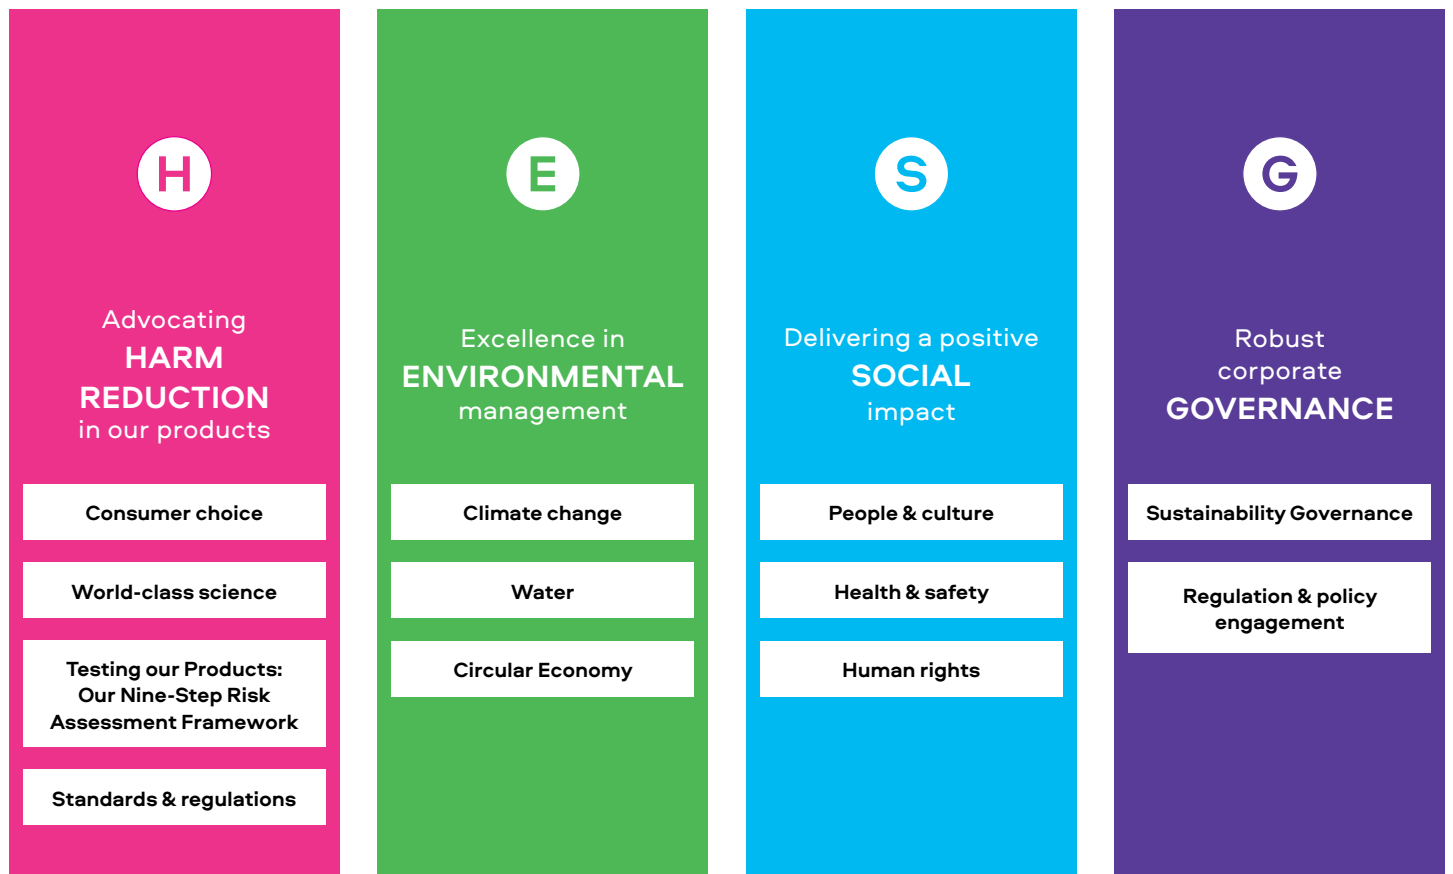 H
Advocating
HARM
REDUCTION
in our products
Consumer choice
World-class science
Testing our Products:
Our Nine-Step Risk
Assessment Framework
Standards & regulations
E
Excellence in
ENVIRONMENTAL
management
Climate change
Water
Circular Economy
S
Delivering a positive
SOCIAL
impact
People & culture
Health & safety
Human rights
G
Robust
corporate
GOVERNANCE
Sustainability Governance
Regulation & policy
engagement